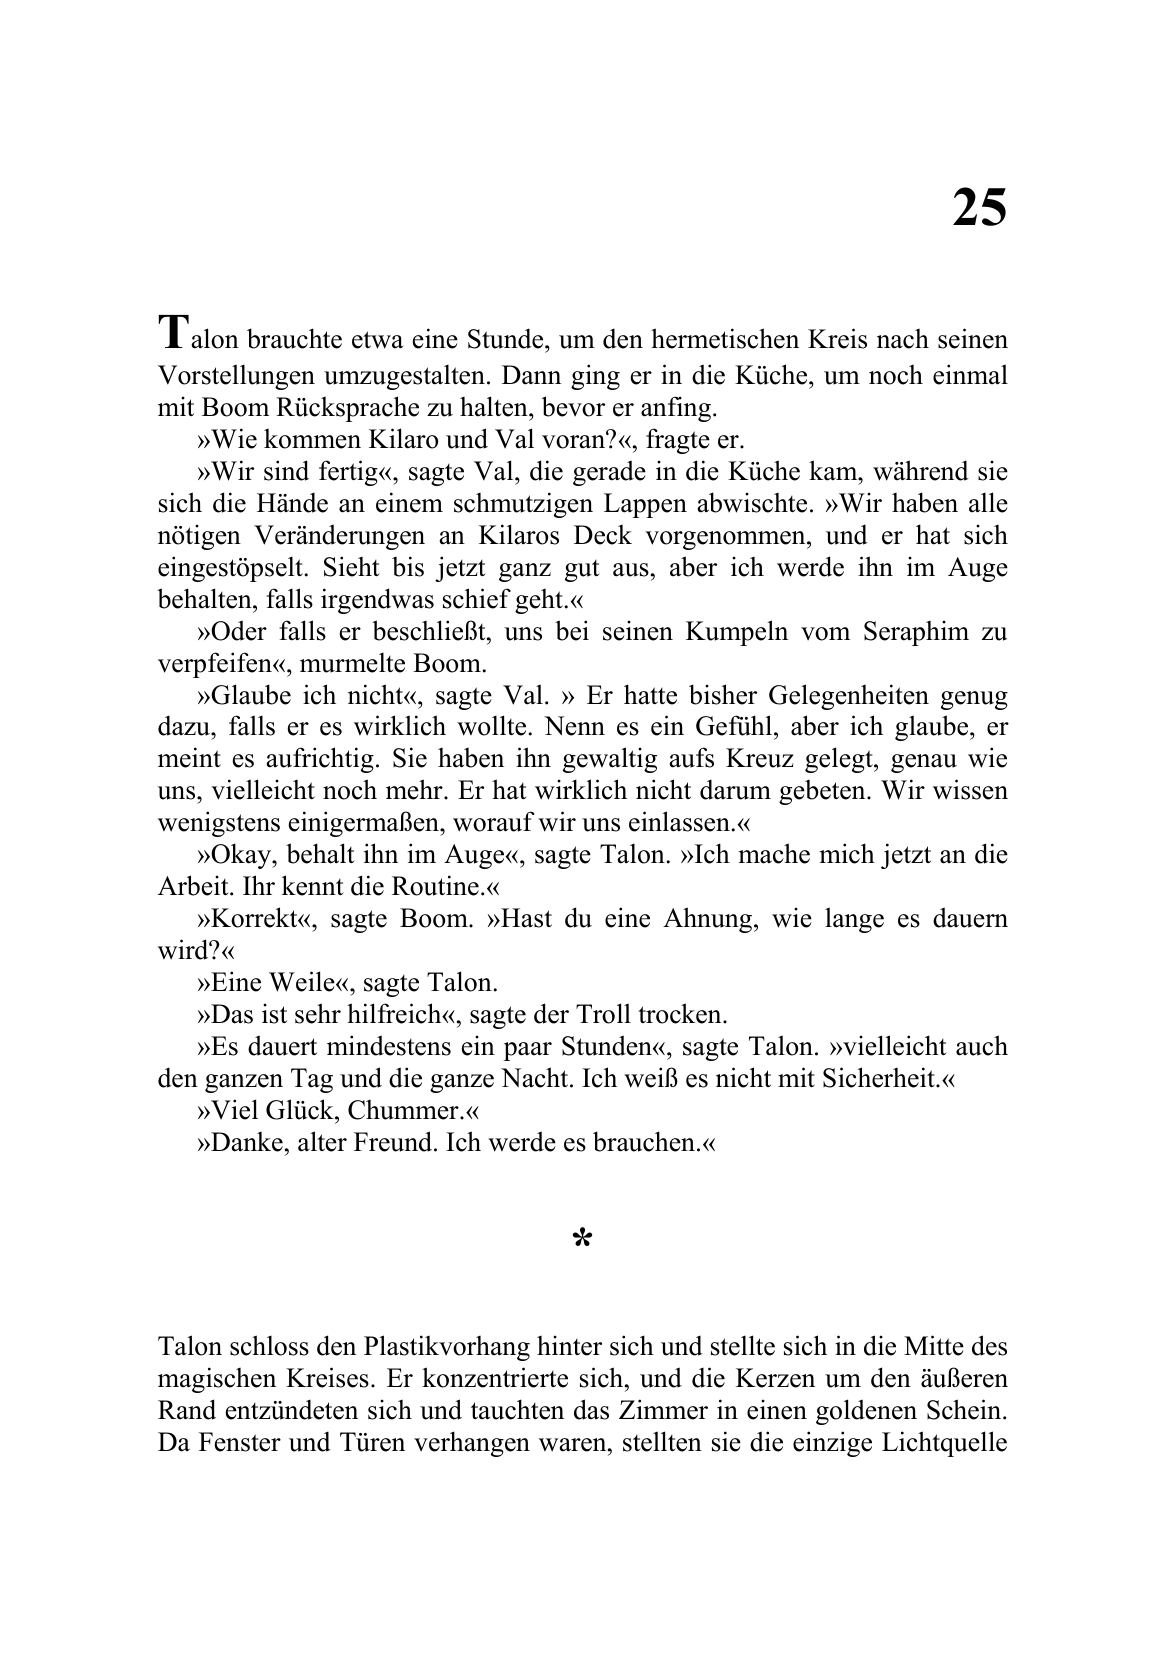 25
Talon brauchte etwa eine Stunde, um den hermetischen Kreis nach seinen
Vorstellungen umzugestalten. Dann ging er in die Küche, um noch einmal
mit Boom Rücksprache zu halten, bevor er anfing.
»Wie kommen Kilaro und Val voran?«, fragte er.
»Wir sind fertig«, sagte Val, die gerade in die Küche kam, während sie
sich die Hände an einem schmutzigen Lappen abwischte. »Wir haben alle
nötigen Veränderungen an Kilaros Deck vorgenommen, und er hat sich
eingestöpselt. Sieht bis jetzt ganz gut aus, aber ich werde ihn im Auge
behalten, falls irgendwas schief geht.«
»Oder falls er beschließt, uns bei seinen Kumpeln vom Seraphim zu
verpfeifen«, murmelte Boom.
»Glaube ich nicht«, sagte Val. » Er hatte bisher Gelegenheiten genug
dazu, falls er es wirklich wollte. Nenn es ein Gefühl, aber ich glaube, er
meint es aufrichtig. Sie haben ihn gewaltig aufs Kreuz gelegt, genau wie
uns, vielleicht noch mehr. Er hat wirklich nicht darum gebeten. Wir wissen
wenigstens einigermaßen, worauf wir uns einlassen.«
»Okay, behalt ihn im Auge«, sagte Talon. »Ich mache mich jetzt an die
Arbeit. Ihr kennt die Routine.«
»Korrekt«, sagte Boom. »Hast du eine Ahnung, wie lange es dauern
wird?«
»Eine Weile«, sagte Talon.
»Das ist sehr hilfreich«, sagte der Troll trocken.
»Es dauert mindestens ein paar Stunden«, sagte Talon. »vielleicht auch
den ganzen Tag und die ganze Nacht. Ich weiß es nicht mit Sicherheit.«
»Viel Glück, Chummer.«
»Danke, alter Freund. Ich werde es brauchen.«
*
Talon schloss den Plastikvorhang hinter sich und stellte sich in die Mitte des
magischen Kreises. Er konzentrierte sich, und die Kerzen um den äußeren
Rand entzündeten sich und tauchten das Zimmer in einen goldenen Schein.
Da Fenster und Türen verhangen waren, stellten sie die einzige Lichtquelle